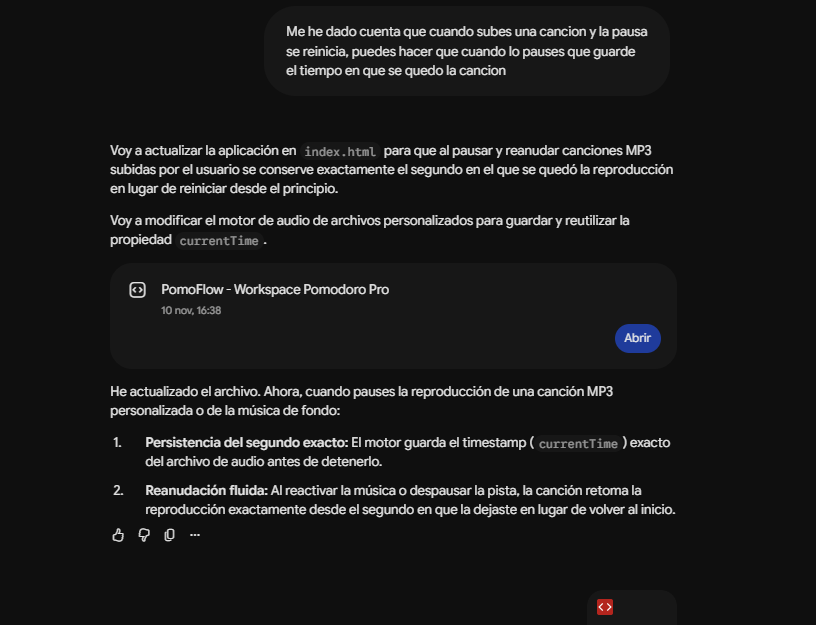 Me he dado cuenta que cuando subes una cancion y la pausa
se reinicia, puedes hacer que cuando lo pauses que guarde
el tiempo en que se quedo la cancion
Voy a actualizar la aplicación en index.html para que al pausar y reanudar canciones MP3
subidas por el usuario se conserve exactamente el segundo en el que se quedó la reproducción
en lugar de reiniciar desde el principio.
Voy a modificar el motor de audio de archivos personalizados para guardar y reutilizar la
propiedad currentTime.
PomoFlow - Workspace Pomodoro Pro
10 nov, 16:38
Abrir
He actualizado el archivo. Ahora, cuando pauses la reproducción de una canción MP3
personalizada o de la música de fondo:
1. Persistencia del segundo exacto: El motor guarda el timestamp ( currentTime ) exacto
del archivo de audio antes de detenerlo.
2. Reanudación fluida: Al reactivar la música o despausar la pista, la canción retoma la
reproducción exactamente desde el segundo en que la dejaste en lugar de volver al inicio.